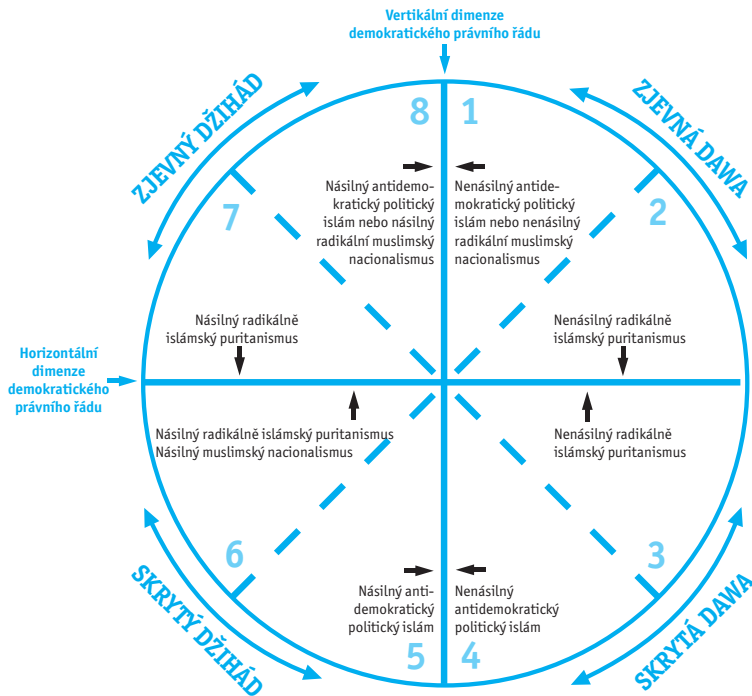 Vertikální dimenze
demokratického právního řádu
ZJEVNÝ DŽIHÁD
ZJEVNÁ DAWA
8
1
7
2
Násilný antidemo-
kratický politický
islám nebo násilný
radikální muslimský
nacionalismus
Nenásilný antide-
mokratický politický
islám nebo nenásilný
radikální muslimský
nacionalismus
Násilný radikálně
islámský puritanismus
Nenásilný radikálně
islámský puritanismus
Horizontální
dimenze
demokratického
právního řádu
Násilný radikálně islámský puritanismus
Násilný muslimský nacionalismus
Nenásilný radikálně
islámský puritanismus
6
3
Násilný anti-
demokratický
politický islám
Nenásilný
antidemokratický
politický islám
5
4
SKRYTÝ DŽIHÁD
SKRYTÁ DAWA